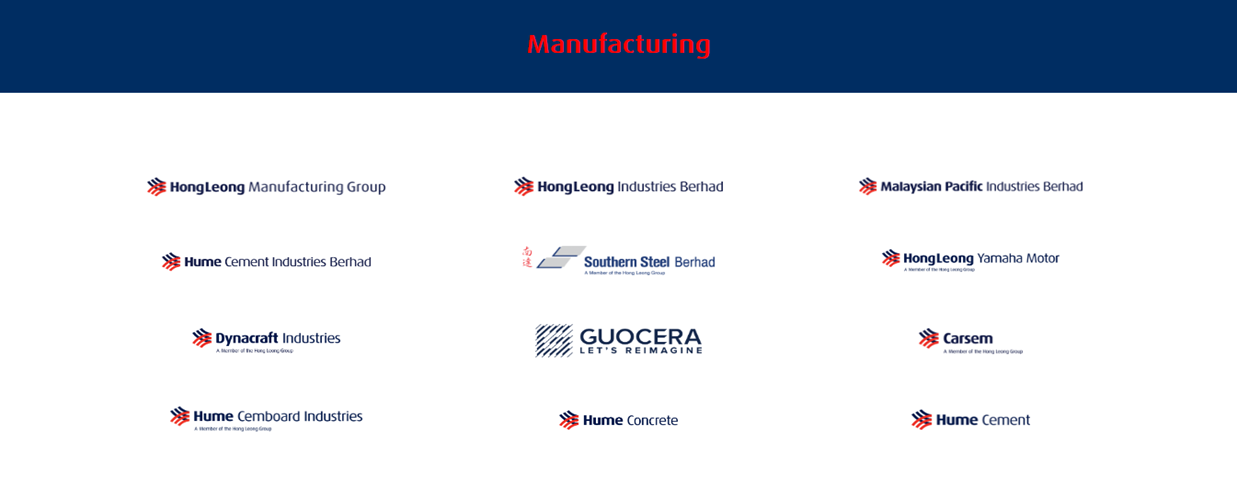 Manufacturing
HongLeong Manufacturing Group
HongLeong Industries Berhad
Malaysian Pacific Industries Berhad
Hume Cement Industries Berhad
南達
Southern Steel Berhad
A Member of the Hong Leong Group
HongLeong Yamaha Motor
A Member of the Hong Leong Group
Dynacraft Industries
A Member of the Hong Leong Group
GUOCERA
LET'S REIMAGINE
Carsem
A Member of the Hong Leong Group
Hume Cemboard Industries
A Member of the Hong Leong Group
Hume Concrete
Hume Cement